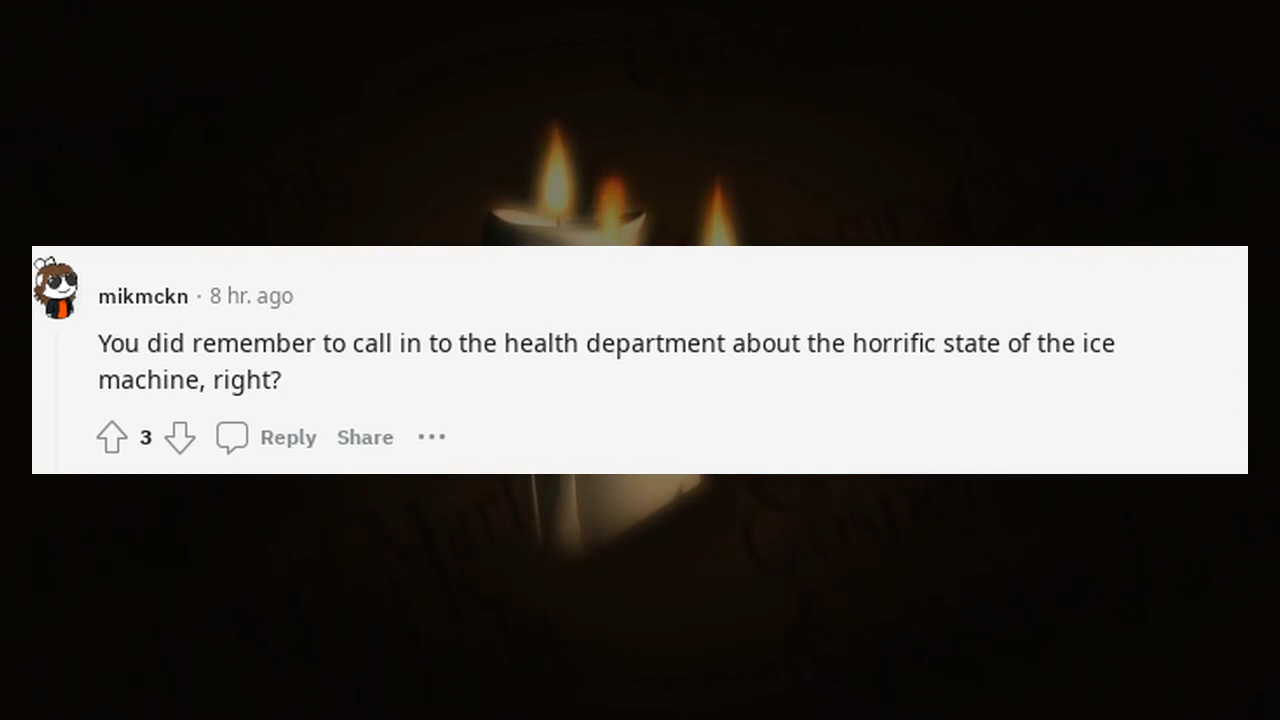 mikmckn · 8 hr. ago
You did remember to call in to the health department about the horrific state of the ice
machine, right?
3 Reply Share ···